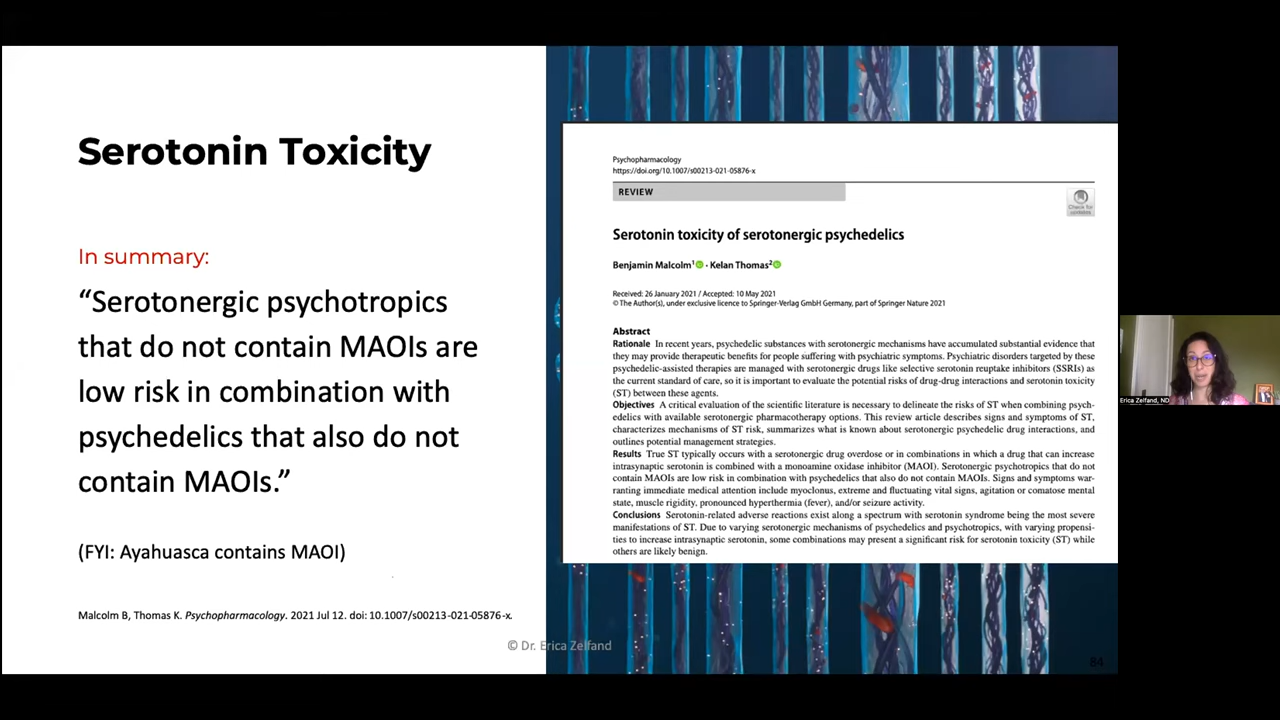 Serotonin Toxicity
In summary:
“Serotonergic psychotropics
that do not contain MAOIs are
low risk in combination with
psychedelics that also do not
contain MAOIs.”
(FYI: Ayahuasca contains MAOI)
Malcolm B, Thomas K. Psychopharmacology. 2021 Jul 12. doi: 10.1007/s00213-021-05876-x.
© Dr. Erica Zelfand
Psychopharmacology
https://doi.org/10.1007/s00213-021-05876-x
REVIEW
Check for
updates
Serotonin toxicity of serotonergic psychedelics
Benjamin Malcolm1 · Kelan Thomas2
Received: 26 January 2021 / Accepted: 10 May 2021
© The Author(s), under exclusive licence to Springer-Verlag GmbH Germany, part of Springer Nature 2021
Abstract
Rationale In recent years, psychedelic substances with serotonergic mechanisms have accumulated substantial evidence that
they may provide therapeutic benefits for people suffering with psychiatric symptoms. Psychiatric disorders targeted by these
psychedelic-assisted therapies are managed with serotonergic drugs like selective serotonin reuptake inhibitors (SSRIs) as
the current standard of care, so it is important to evaluate the potential risks of drug-drug interactions and serotonin toxicity
(ST) between these agents.
Objectives A critical evaluation of the scientific literature is necessary to delineate the risks of ST when combining psych-
edelics with available serotonergic pharmacotherapy options. This review article describes signs and symptoms of ST,
characterizes mechanisms of ST risk, summarizes what is known about serotonergic psychedelic drug interactions, and
outlines potential management strategies.
Results True ST typically occurs with a serotonergic drug overdose or in combinations in which a drug that can increase
intrasynaptic serotonin is combined with a monoamine oxidase inhibitor (MAOI). Serotonergic psychotropics that do not
contain MAOIs are low risk in combination with psychedelics that also do not contain MAOIs. Signs and symptoms war-
ranting immediate medical attention include myoclonus, extreme and fluctuating vital signs, agitation or comatose mental
state, muscle rigidity, pronounced hyperthermia (fever), and/or seizure activity.
Conclusions Serotonin-related adverse reactions exist along a spectrum with serotonin syndrome being the most severe
manifestations of ST. Due to varying serotonergic mechanisms of psychedelics and psychotropics, with varying propensi-
ties to increase intrasynaptic serotonin, some combinations may present a significant risk for serotonin toxicity (ST) while
others are likely benign.
84
Erica Zelfand, ND